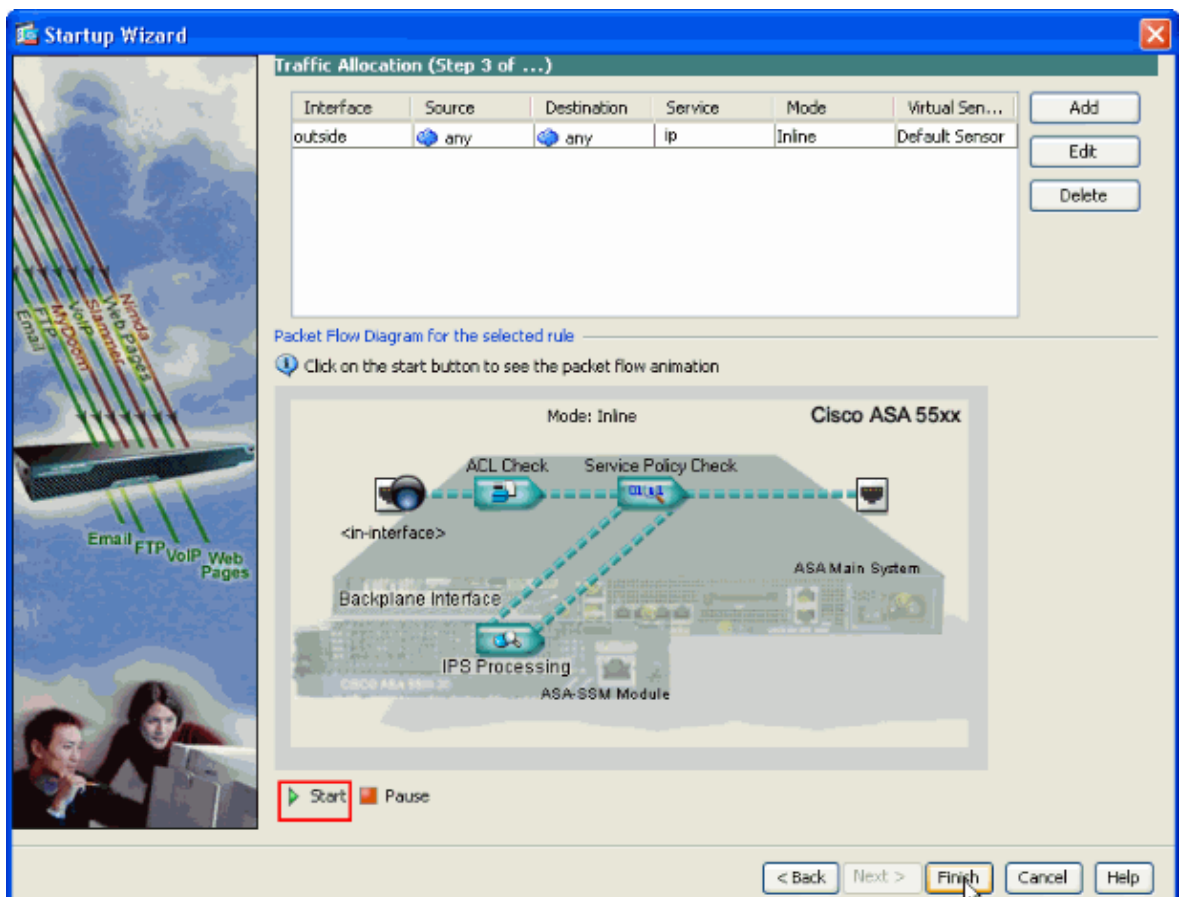 Startup Wizard
Traffic Allocation (Step 3 of ...)
Interface Source Destination Service Mode Virtual Sen...
outside any any ip Inline Default Sensor
Add
Edit
Delete
Nimda
Web Pages
Slammer
VoIP
MyDoom
FTP
Email
Email
FTP
VoIP
Web
Pages
Packet Flow Diagram for the selected rule
Click on the start button to see the packet flow animation
Mode: Inline
Cisco ASA 55xx
ACL Check
Service Policy Check
<in-interface>
ASA Main System
Backplane Interface
IPS Processing
ASA-SSM Module
Start
Pause
< Back
Next >
Finish
Cancel
Help